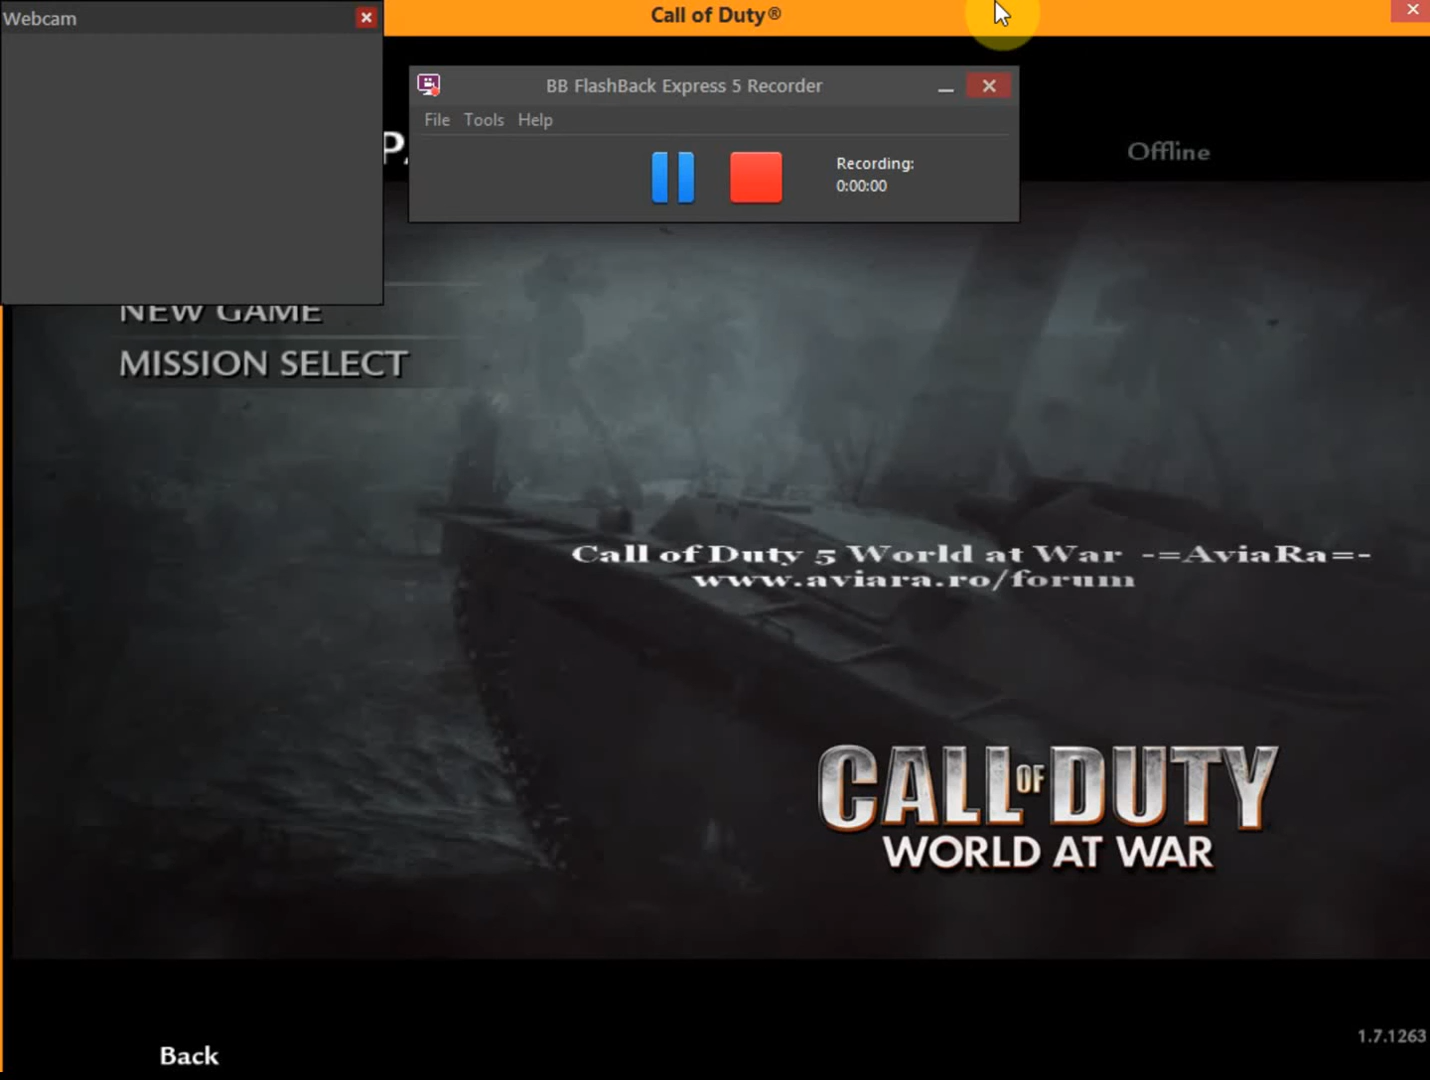 Webcam
Call of Duty®
BB FlashBack Express 5 Recorder
File Tools Help
Recording:
0:00:00
Offline
NEW GAME
MISSION SELECT
Call of Duty 5 World at War -=AviaRa=-
www.aviara.ro/forum
CALL OF DUTY
WORLD AT WAR
1.7.1263
Back